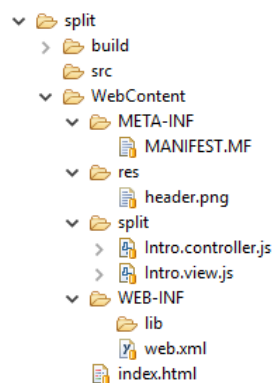 split
build
src
WebContent
META-INF
MANIFEST.MF
res
header.png
split
Intro.controller.js
Intro.view.js
WEB-INF
lib
web.xml
index.html